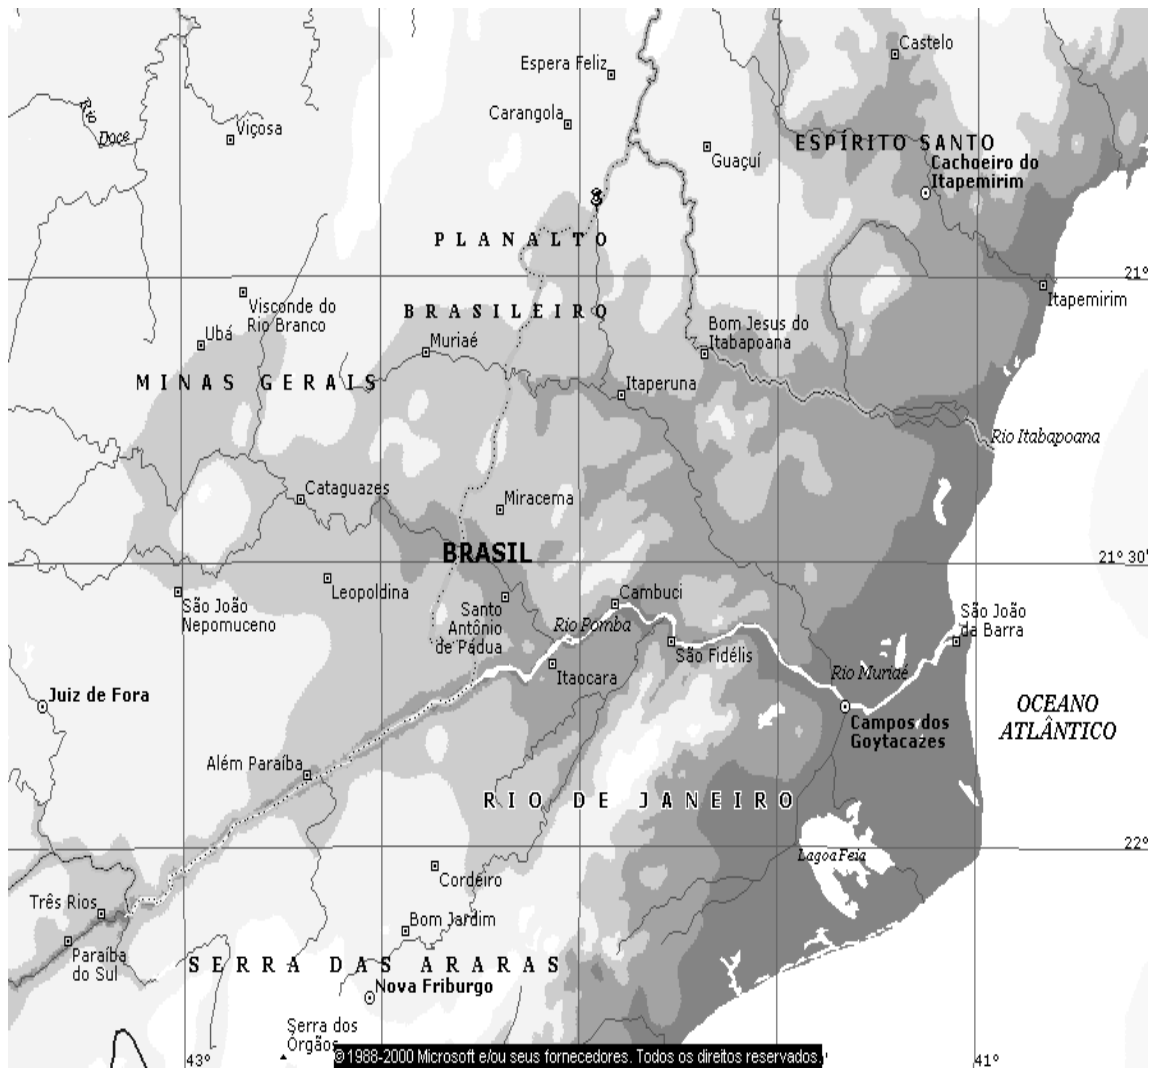 Castelo
Espera Feliz
Carangola
Rio
Doce
Viçosa
ESPÍRITO SANTO
Guaçuí
Cachoeiro do
Itapemirim
PLANALTO
21°
Visconde do
Rio Branco
Itapemirim
BRASILEIRO
Ubá
Muriaé
Bom Jesus do
Itabapoana
MINAS GERAIS
Itaperuna
Rio Itabapoana
Cataguazes
Miracema
BRASIL
21° 30'
Leopoldina
Cambuci
São João
Nepomuceno
Santo
Antônio
de Pádua
Rio Pomba
São João
da Barra
São Fidélis
Itaocara
Rio Muriaé
Juiz de Fora
OCEANO
ATLÂNTICO
Campos dos
Goytacazes
Além Paraíba
RIO DE JANEIRO
22°
Lagoa Feia
Cordeiro
Três Rios
Bom Jardim
Paraíba
do Sul
SERRA DAS ARARAS
Nova Friburgo
Serra dos
Órgãos
43°
41°
© 1988-2000 Microsoft e/ou seus fornecedores. Todos os direitos reservados.